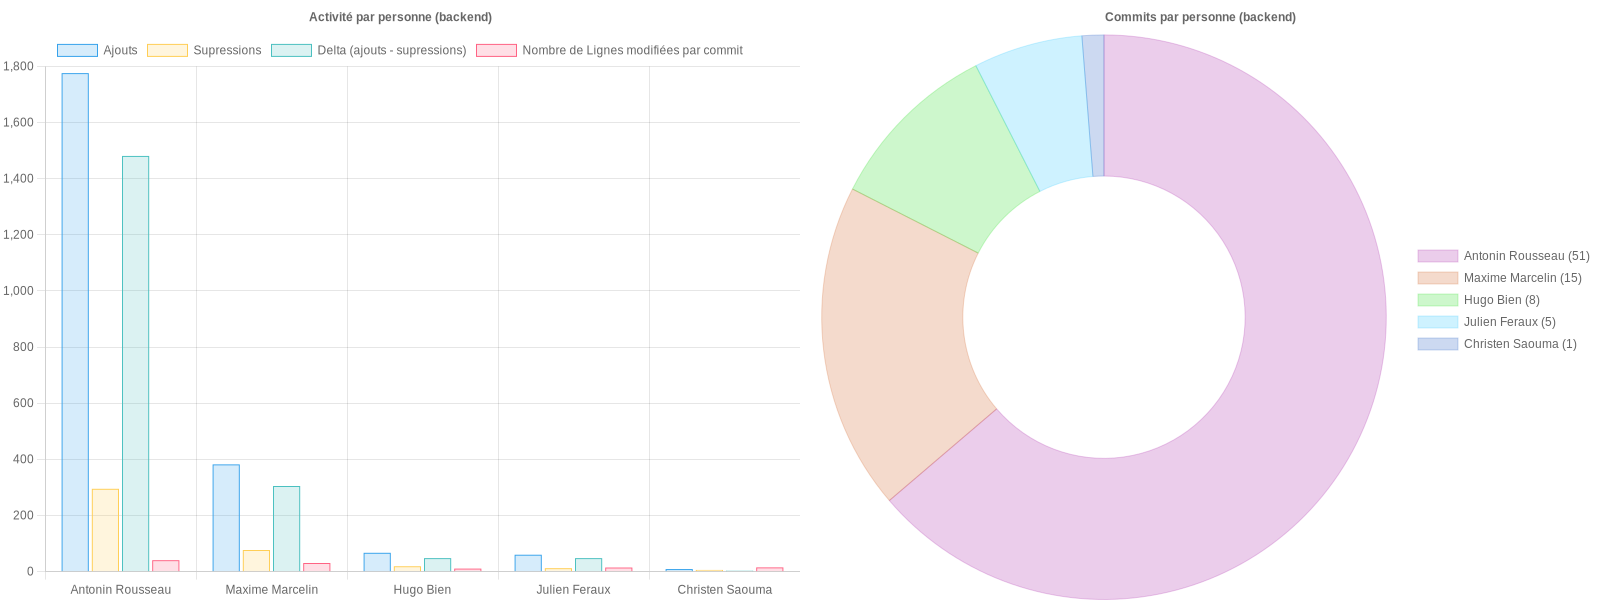 Activité par personne (backend)
Ajouts
Supressions
Delta (ajouts - supressions)
Nombre de Lignes modifiées par commit
1,800
1,600
1,400
1,200
1,000
800
600
400
200
0
Antonin Rousseau
Maxime Marcelin
Hugo Bien
Julien Feraux
Christen Saouma
Commits par personne (backend)
Antonin Rousseau (51)
Maxime Marcelin (15)
Hugo Bien (8)
Julien Feraux (5)
Christen Saouma (1)